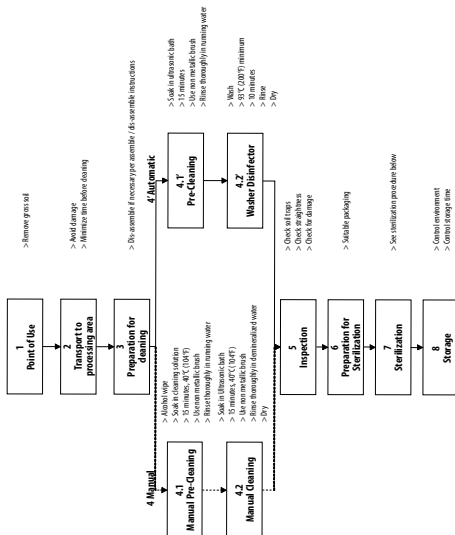 1
Point of Use
> Remove gross soil
2
Transport to
processing area
> Avoid damage
> Minimize time before cleaning
3
Preparation for
cleaning
> Dis-assemble if necessary per assemble / dis-assemble instructions
4 Manual
4.1
Manual Pre-Cleaning
> Alcohol wipe
> Soak in cleaning solution
> 15 minutes, 40°C (104°F)
> Use non metallic brush
> Rinse thoroughly in running water
4.2
Manual Cleaning
> Soak in Ultrasonic bath
> 15 minutes, 40°C (104°F)
> Use non metallic brush
> Rinse thoroughly in demineralized water
> Dry
4' Automatic
4.1'
Pre-Cleaning
> Soak in ultrasonic bath
> 15 minutes
> Use non metallic brush
> Rinse thoroughly in running water
4.2'
Washer Disinfector
> Wash
> 93°C (200°F) minimum
> 10 minutes
> Rinse
> Dry
5
Inspection
> Check soil traps
> Check straightness
> Check for damage
6
Preparation for
Sterilization
> Suitable packaging
7
Sterilization
> See sterilization procedure below
8
Storage
> Control environment
> Control storage time